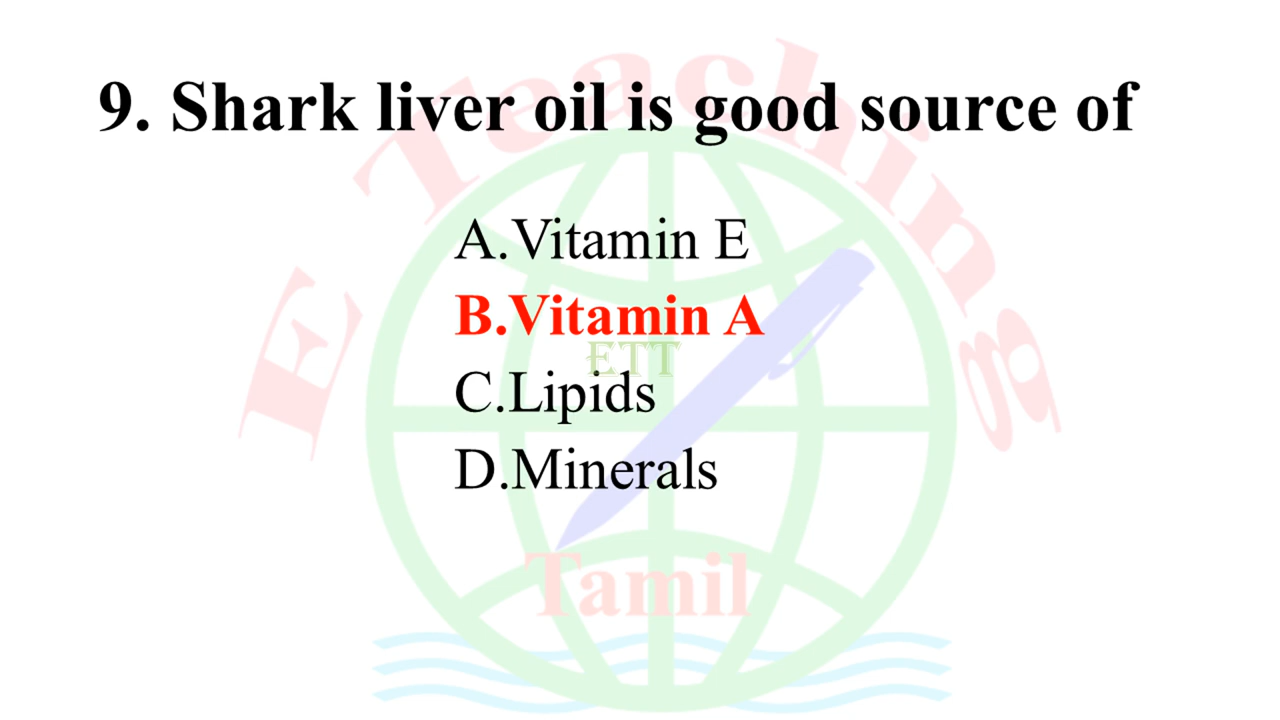 E Teaching
9. Shark liver oil is good source of
A.Vitamin E
B.Vitamin A
ETT
C.Lipids
D.Minerals
Tamil